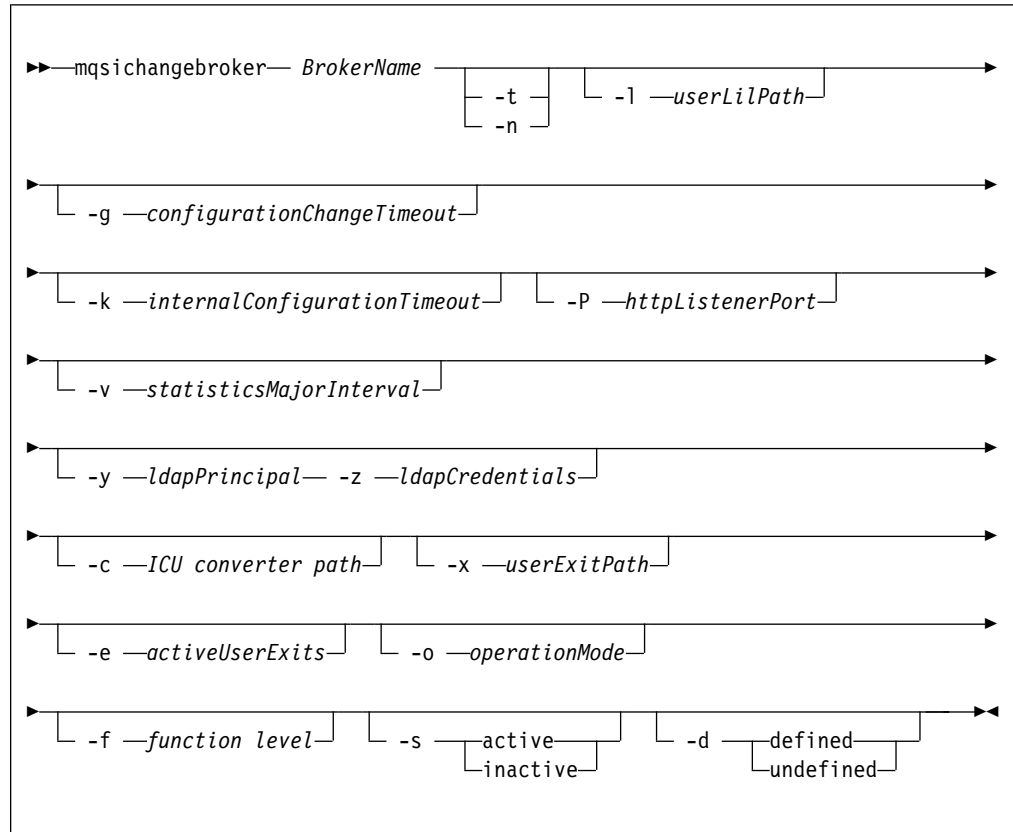 mqsichangebroker BrokerName -t -l userLilPath
-n
-g configurationChangeTimeout
-k internalConfigurationTimeout -P httpListenerPort
-v statisticsMajorInterval
-y ldapPrincipal -z ldapCredentials
-c ICU converter path -x userExitPath
-e activeUserExits -o operationMode
-f function level -s active -d defined
inactive undefined